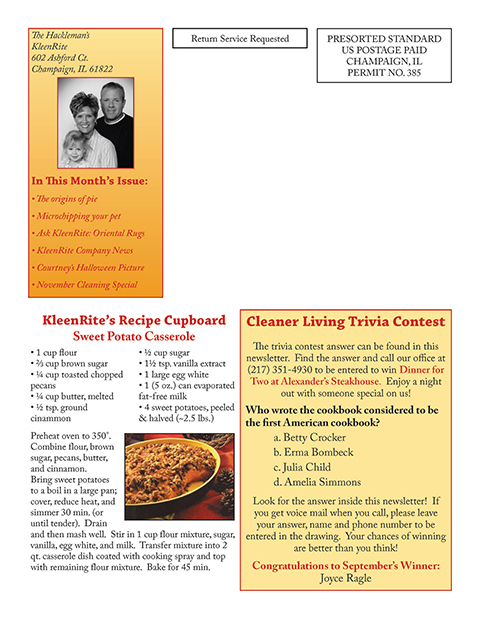 The Hackleman's
KleenRite
602 Ashford Ct.
Champaign, IL 61822
In This Month's Issue:
• The origins of pie
• Microchipping your pet
• Ask KleenRite: Oriental Rugs
• KleenRite Company News
• Courtney's Halloween Picture
• November Cleaning Special
Return Service Requested
PRESORTED STANDARD
US POSTAGE PAID
CHAMPAIGN, IL
PERMIT NO. 385
KleenRite's Recipe Cupboard
Sweet Potato Casserole
• 1 cup flour
• ⅔ cup brown sugar
• ¼ cup toasted chopped
pecans
• ¼ cup butter, melted
• ½ tsp. ground
cinammon
• ½ cup sugar
• 1½ tsp. vanilla extract
• 1 large egg white
• 1 (5 oz.) can evaporated
fat-free milk
• 4 sweet potatoes, peeled
& halved (~2.5 lbs.)
Preheat oven to 350˚.
Combine flour, brown
sugar, pecans, butter,
and cinnamon.
Bring sweet potatoes
to a boil in a large pan;
cover, reduce heat, and
simmer 30 min. (or
until tender). Drain
and then mash well. Stir in 1 cup flour mixture, sugar,
vanilla, egg white, and milk. Transfer mixture into 2
qt. casserole dish coated with cooking spray and top
with remaining flour mixture. Bake for 45 min.
Cleaner Living Trivia Contest
The trivia contest answer can be found in this
newsletter. Find the answer and call our office at
(217) 351-4930 to be entered to win Dinner for
Two at Alexander's Steakhouse. Enjoy a night
out with someone special on us!
Who wrote the cookbook considered to be
the first American cookbook?
a. Betty Crocker
b. Erma Bombeck
c. Julia Child
d. Amelia Simmons
Look for the answer inside this newsletter! If
you get voice mail when you call, please leave
your answer, name and phone number to be
entered in the drawing. Your chances of winning
are better than you think!
Congratulations to September's Winner:
Joyce Ragle